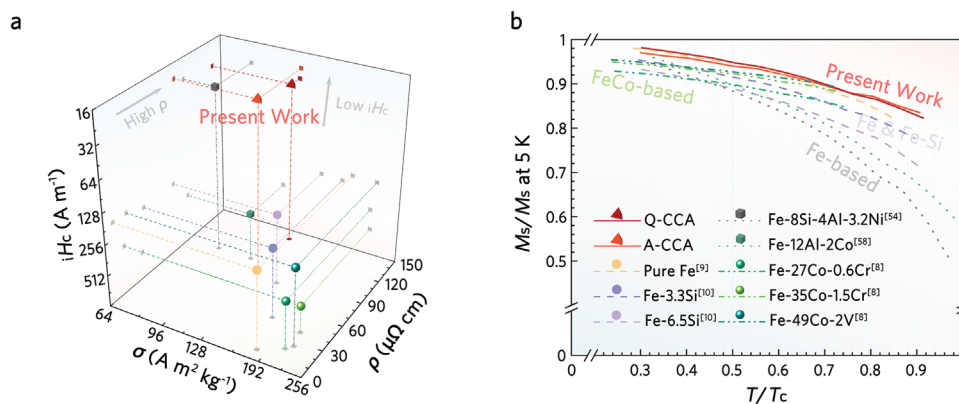 a
16
32
64
128
256
512
iHc (A m⁻¹)
High ρ
Low iHc
Present Work
64
96
128
192
256
σ (A m² kg⁻¹)
0
30
60
90
120
150
ρ (μΩ cm)
b
1
0.9
0.8
0.7
0.6
0.5
0
Ms/Ms at 5 K
FeCo-based
Present Work
Fe & Fe-Si
Fe-based
Q-CCA
A-CCA
Pure Fe[9]
Fe-3.3Si[10]
Fe-6.5Si[10]
Fe-8Si-4Al-3.2Ni[54]
Fe-12Al-2Co[58]
Fe-27Co-0.6Cr[8]
Fe-35Co-1.5Cr[8]
Fe-49Co-2V[8]
0 0.2 0.3 0.4 0.5 0.6 0.7 0.8 0.9 1
T/Tc